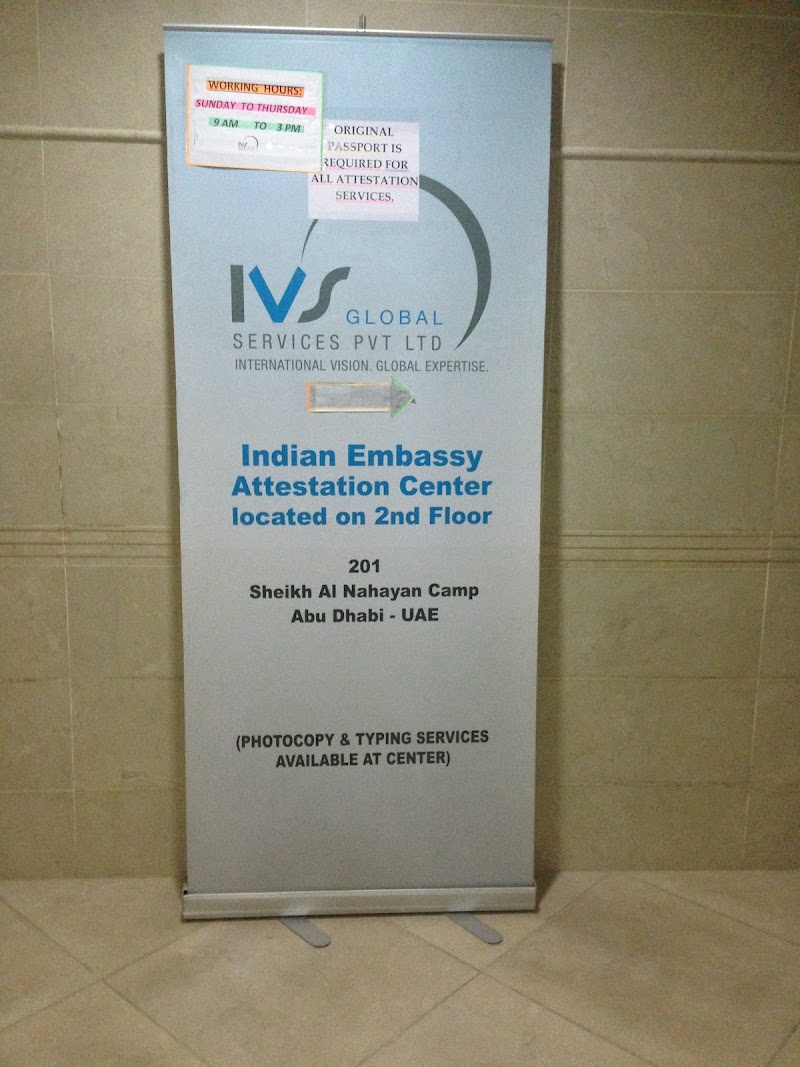 WORKING HOURS:
SUNDAY TO THURSDAY
9 AM TO 3 PM
IVS
ORIGINAL
PASSPORT IS
REQUIRED FOR
ALL ATTESTATION
SERVICES.
IVS GLOBAL
SERVICES PVT LTD
INTERNATIONAL VISION. GLOBAL EXPERTISE.
Indian Embassy
Attestation Center
located on 2nd Floor
201
Sheikh Al Nahayan Camp
Abu Dhabi - UAE
(PHOTOCOPY & TYPING SERVICES
AVAILABLE AT CENTER)